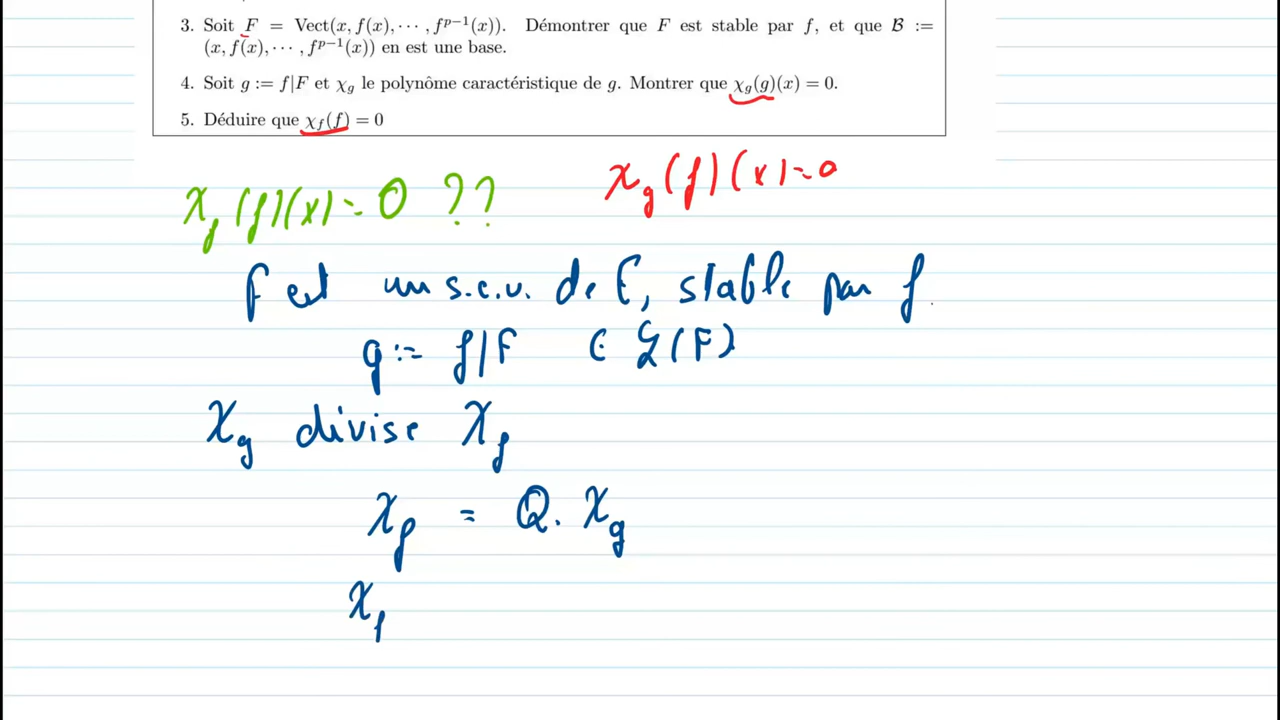 3. Soit F = Vect(x, f(x), ⋯ , f^{p−1}(x)). Démontrer que F est stable par f, et que ℬ :=
(x, f(x), ⋯ , f^{p−1}(x)) en est une base.
4. Soit g := f|F et χ_g le polynôme caractéristique de g. Montrer que χ_g(g)(x) = 0.
5. Déduire que χ_f(f) = 0
χ_f(f)(x) = 0 ??
χ_g(f)(x) = 0
F est un s.e.v. de E, stable par f.
g := f|F ∈ ℒ(F)
χ_g divise χ_f
χ_f = Q. χ_g
χ_f